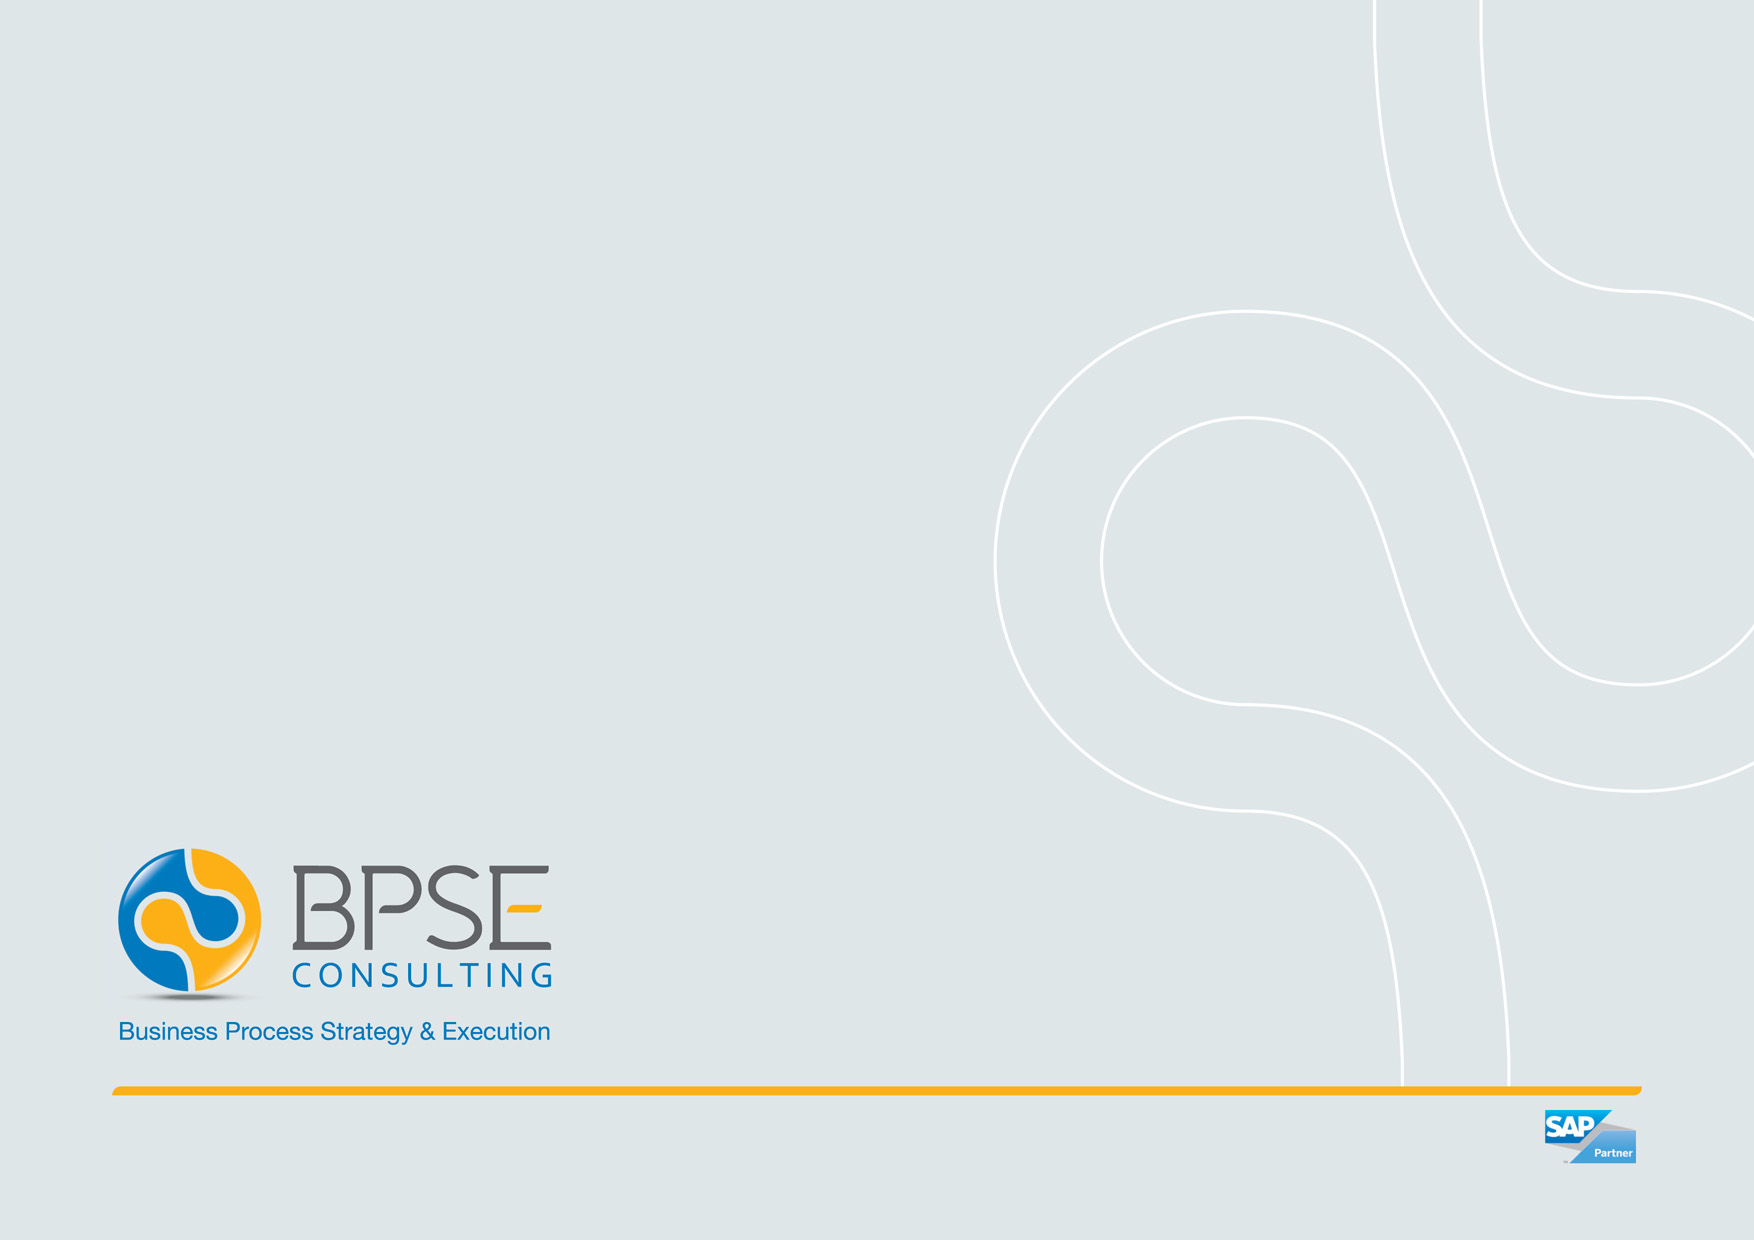 BPSE
CONSULTING
Business Process Strategy & Execution
SAP
Partner